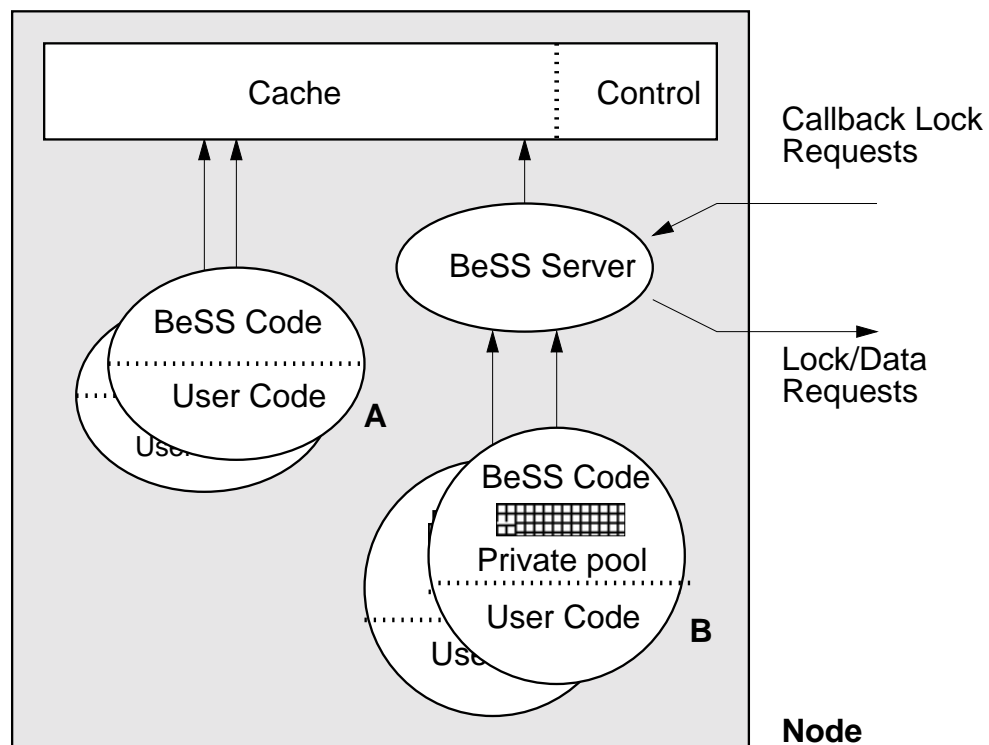 Cache
Control
Callback Lock
Requests
BeSS Server
BeSS Code
User Code
A
Lock/Data
Requests
BeSS Code
Private pool
User Code
B
Node